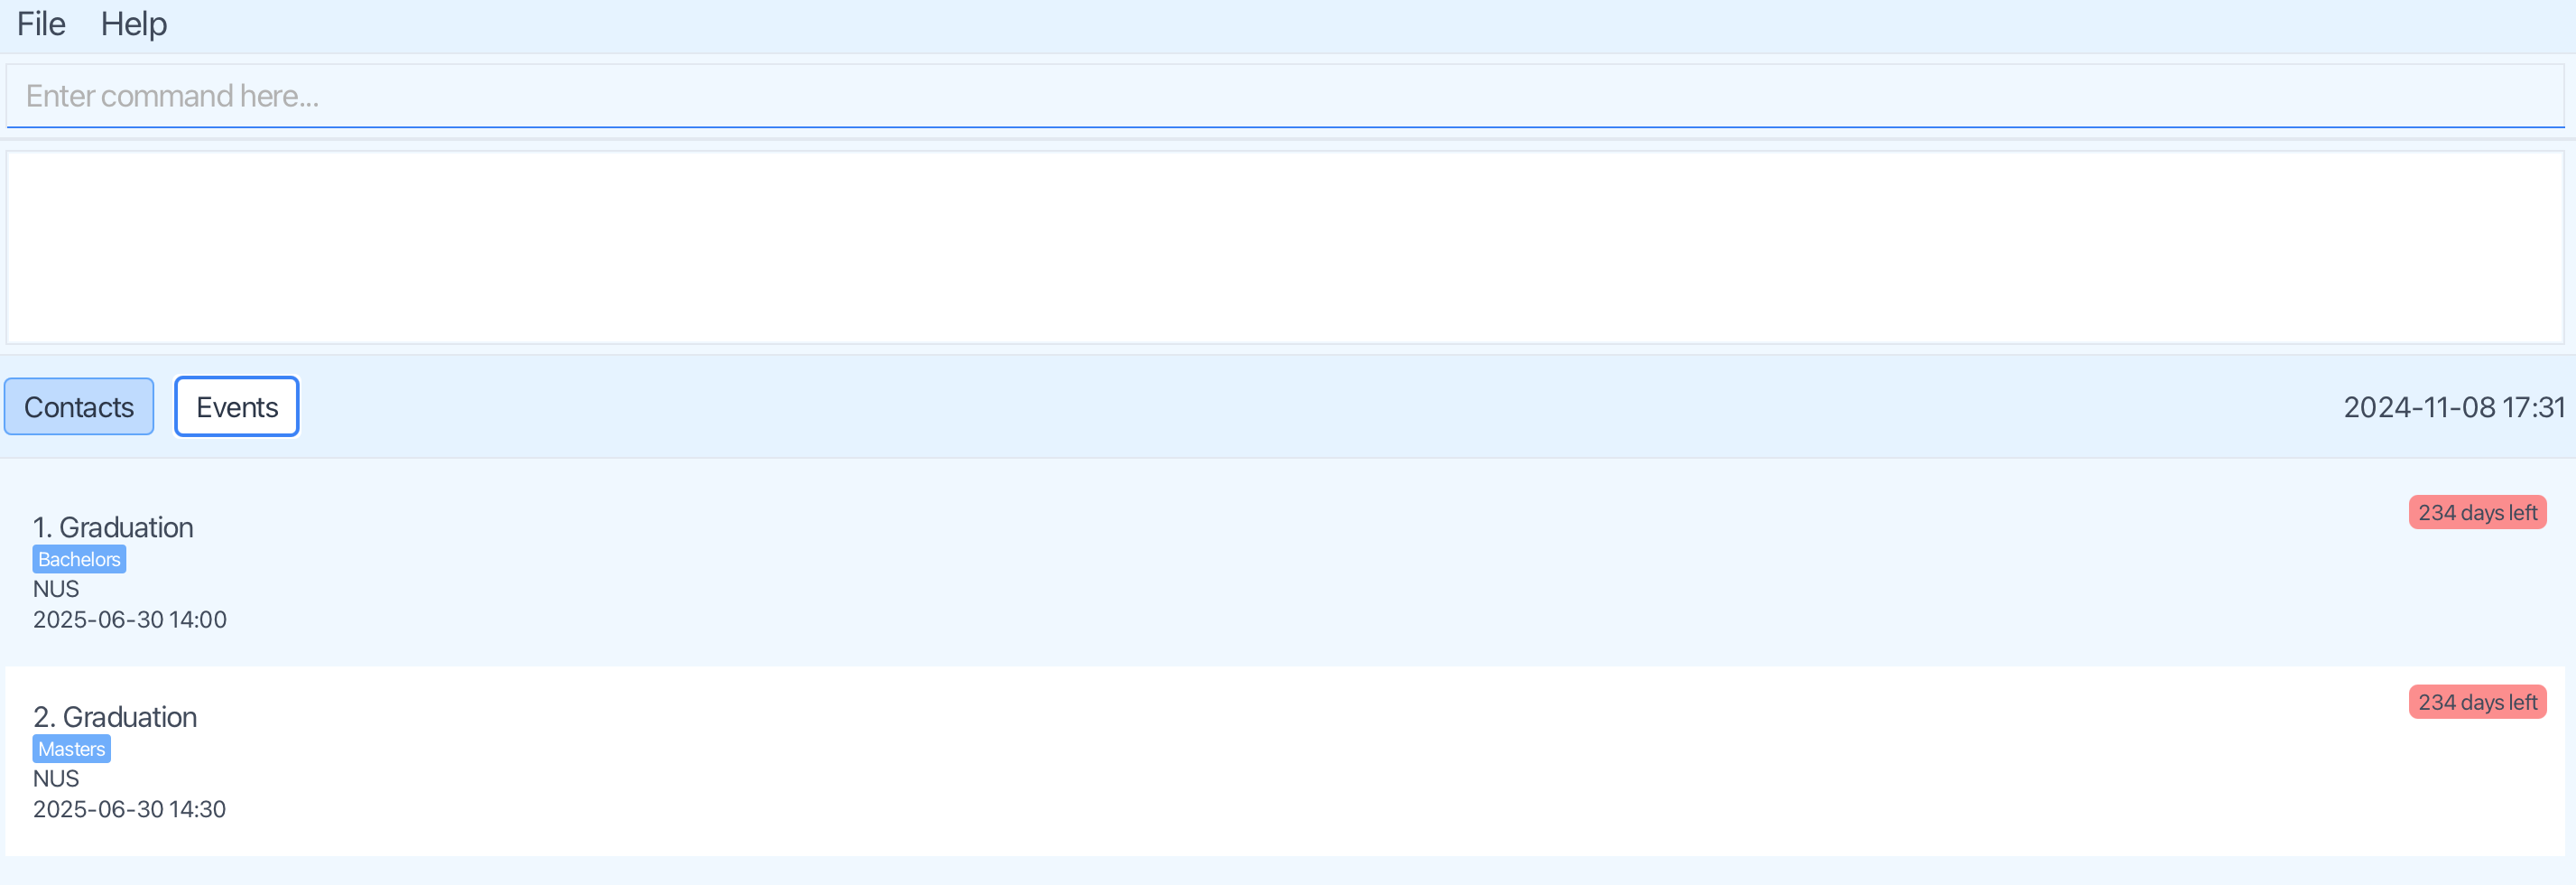 File Help
Enter command here...
Contacts Events 2024-11-08 17:31
1. Graduation 234 days left
Bachelors
NUS
2025-06-30 14:00
2. Graduation 234 days left
Masters
NUS
2025-06-30 14:30